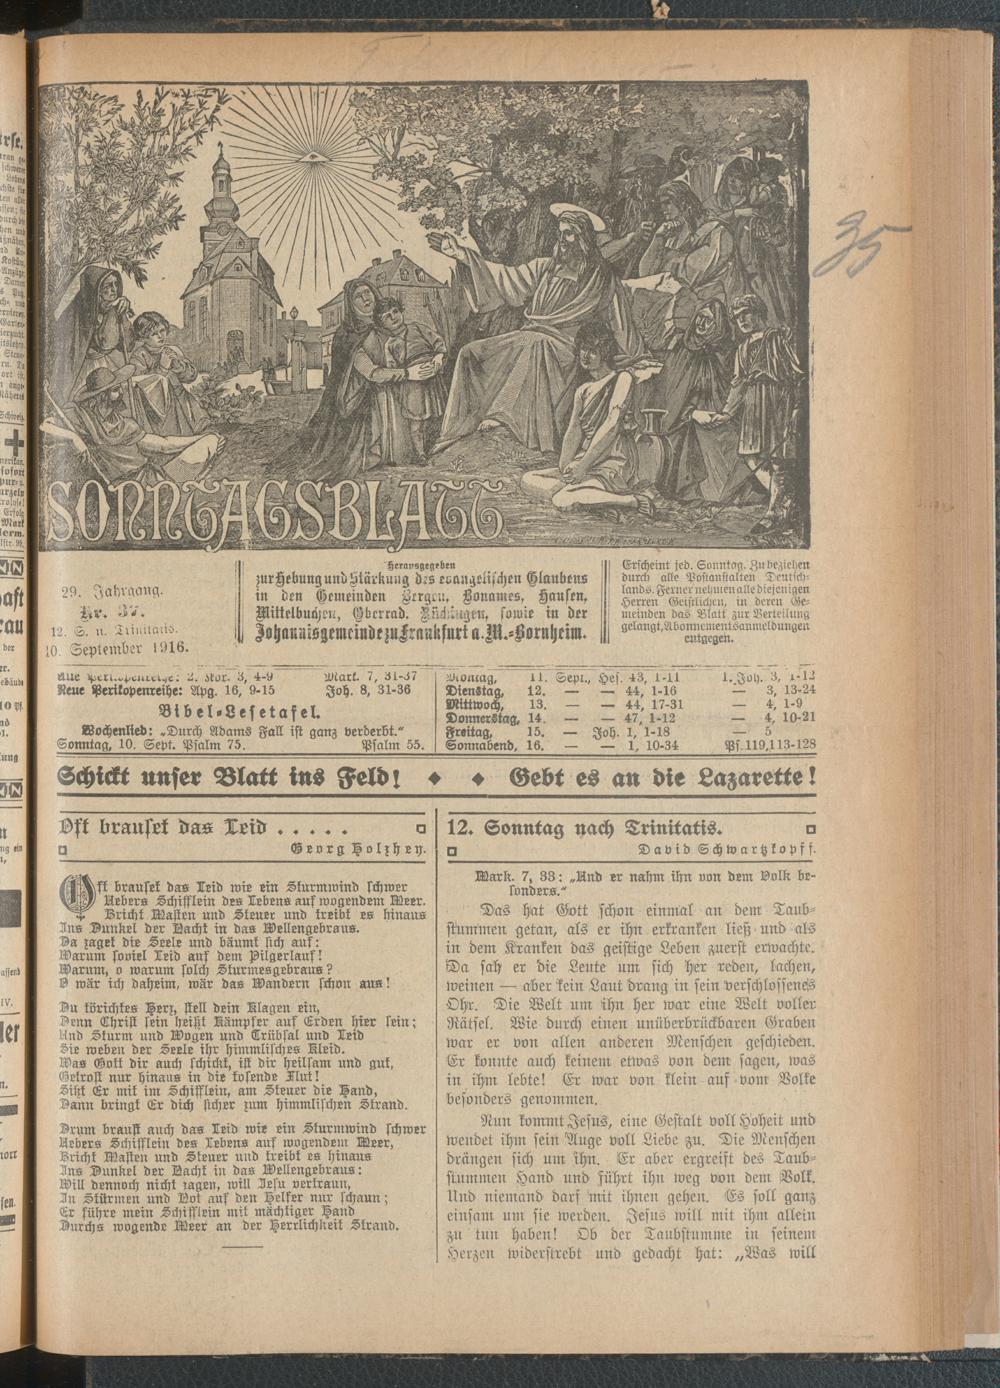 35
SONNTAGSBLATT
29. Jahrgang.
Nr. 37.
12. S. n. Trinitatis.
10. September 1916.
Herausgegeben
zur Hebung und Stärkung des evangelischen Glaubens
in den Gemeinden Bergen, Bonames, Hausen,
Mittelbuchen, Oberrad, Rüdingen, sowie in der
Johannisgemeinde zu Frankfurt a. M.-Bornheim.
Erscheint jed. Sonntag. Zu beziehen
durch alle Postanstalten Deutsch-
lands. Ferner nehmen alle diejenigen
Herren Geistlichen, in deren Ge-
meinden das Blatt zur Verteilung
gelangt, Abonnementsanmeldungen
entgegen.
Alte Perikopenreihe: 2. Kor. 3, 4-9 Mark. 7, 31-37
Neue Perikopenreihe: Apg. 16, 9-15 Joh. 8, 31-36
Bibel-Lesetafel.
Wochenlied: „Durch Adams Fall ist ganz verderbt.“
Sonntag, 10. Sept. Psalm 75. Psalm 55.
Montag, 11. Sept., Hes. 43, 1-11 1. Joh. 3, 1-12
Dienstag, 12. — — 44, 1-16 — 3, 13-24
Mittwoch, 13. — — 44, 17-31 — 4, 1-9
Donnerstag, 14. — — 47, 1-12 — 4, 10-21
Freitag, 15. — Joh. 1, 1-18 — 5
Sonnabend, 16. — — 1, 10-34 Ps. 119,113-128
Schickt unser Blatt ins Feld! ◆ ◆ Gebt es an die Lazarette!
Oft brauset das Leid . . . . .
Georg Holzhey.
Oft brauset das Leid wie ein Sturmwind schwer
Uebers Schifflein des Lebens auf wogendem Meer.
Bricht Masten und Steuer und treibt es hinaus
Ins Dunkel der Nacht in das Wellengebraus.
Da zaget die Seele und bäumt sich auf:
Warum soviel Leid auf dem Pilgerlauf!
Warum, o warum solch Sturmesgebraus?
O wär ich daheim, wär das Wandern schon aus!
Du törichtes Herz, stell dein Klagen ein,
Denn Christ sein heißt Kämpfer auf Erden hier sein;
Und Sturm und Wogen und Trübsal und Leid
Sie weben der Seele ihr himmlisches Kleid.
Was Gott dir auch schickt, ist dir heilsam und gut,
Getrost nur hinaus in die tosende Flut!
Sitzt Er mit im Schifflein, am Steuer die Hand,
Dann bringt Er dich sicher zum himmlischen Strand.
Drum braust auch das Leid wie ein Sturmwind schwer
Uebers Schifflein des Lebens auf wogendem Meer,
Bricht Masten und Steuer und treibt es hinaus
Ins Dunkel der Nacht in das Wellengebraus:
Will dennoch nicht zagen, will Jesu vertraun,
In Stürmen und Not auf den Helfer nur schaun;
Er führe mein Schifflein mit mächtiger Hand
Durchs wogende Meer an der Herrlichkeit Strand.
12. Sonntag nach Trinitatis.
David Schwartzkopff.
Mark. 7, 33: „Und er nahm ihn von dem Volk be-
sonders.“
Das hat Gott schon einmal an dem Taub-
stummen getan, als er ihn erkranken ließ und als
in dem Kranken das geistige Leben zuerst erwachte.
Da sah er die Leute um sich her reden, lachen,
weinen — aber kein Laut drang in sein verschlossenes
Ohr. Die Welt um ihn her war eine Welt voller
Rätsel. Wie durch einen unüberbrückbaren Graben
war er von allen anderen Menschen geschieden.
Er konnte auch keinem etwas von dem sagen, was
in ihm lebte! Er war von klein auf vom Volke
besonders genommen.
Nun kommt Jesus, eine Gestalt voll Hoheit und
wendet ihm sein Auge voll Liebe zu. Die Menschen
drängen sich um ihn. Er aber ergreift des Taub-
stummen Hand und führt ihn weg von dem Volk.
Und niemand darf mit ihnen gehen. Es soll ganz
einsam um sie werden. Jesus will mit ihm allein
zu tun haben! Ob der Taubstumme in seinem
Herzen widerstrebt und gedacht hat: „Was will